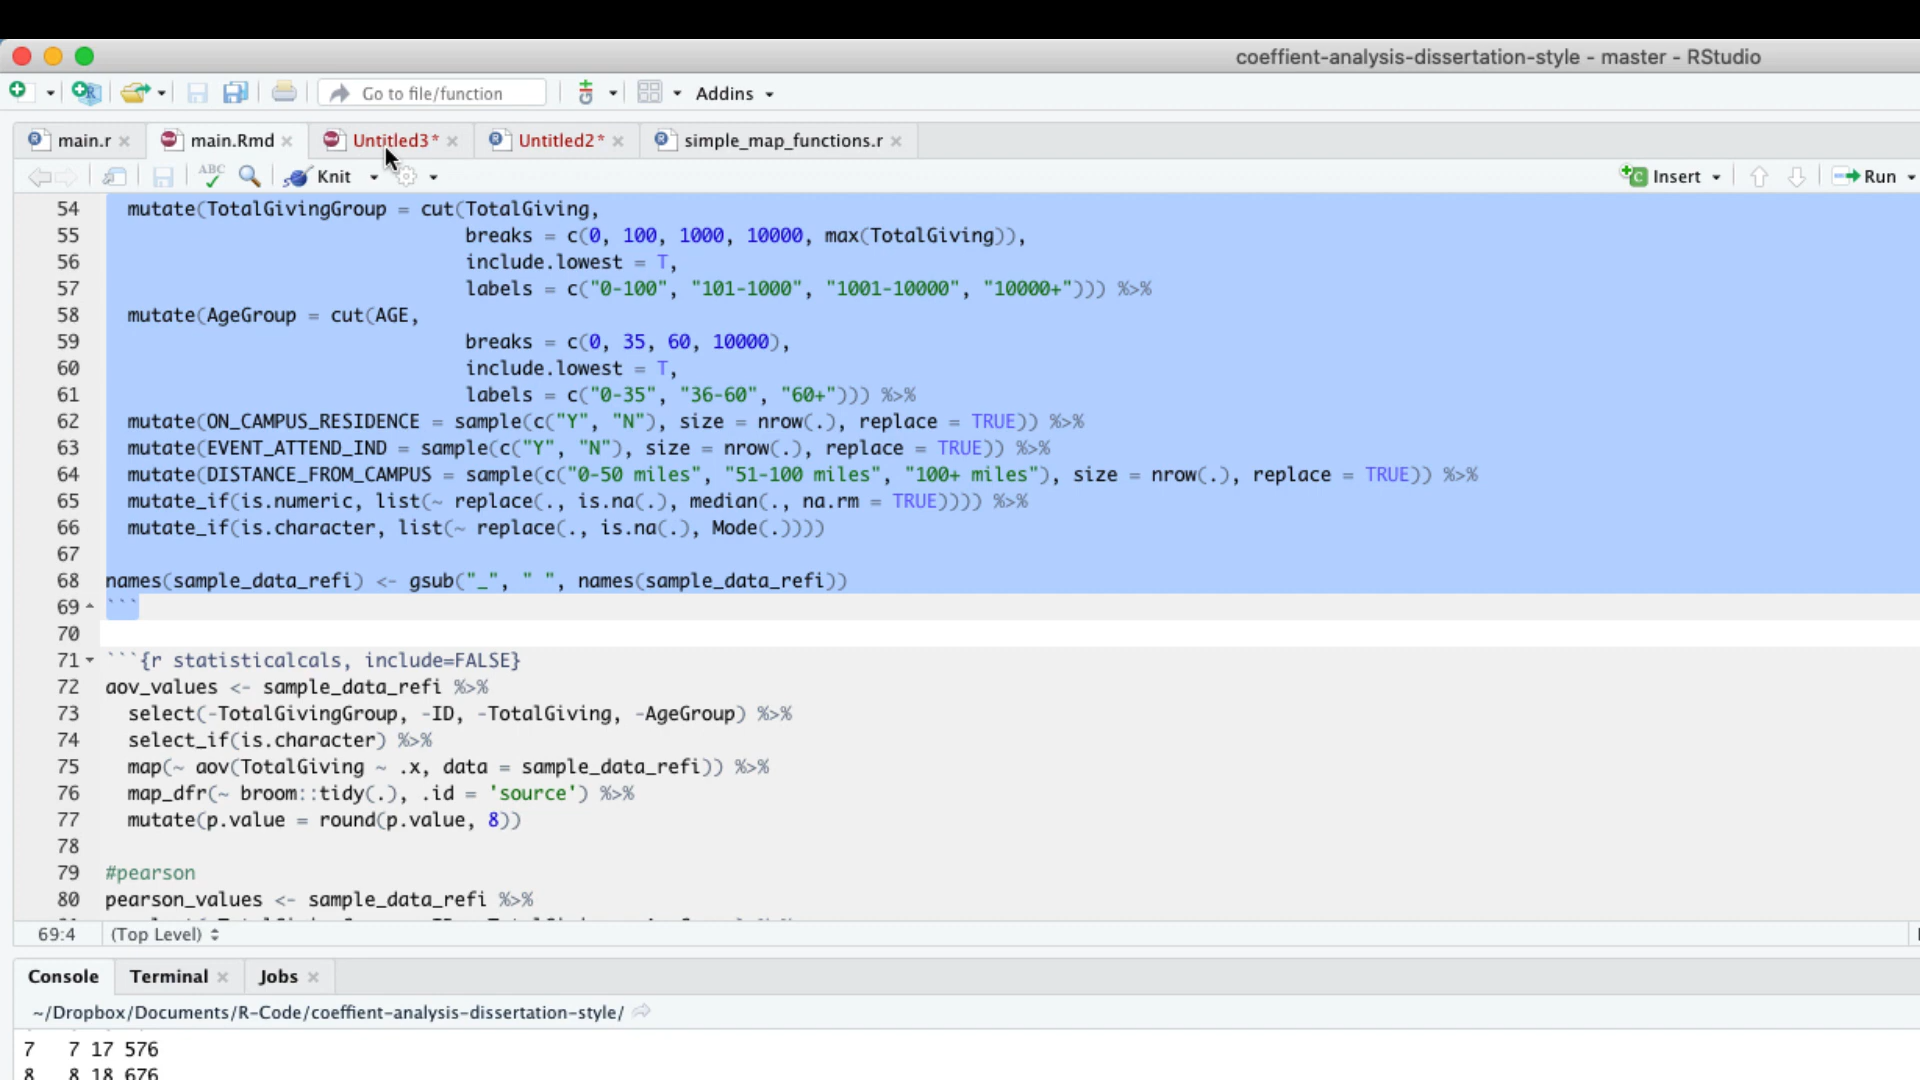 coeffient-analysis-dissertation-style - master - RStudio
Go to file/function Addins
main.r main.Rmd Untitled3* Untitled2* simple_map_functions.r
ABC Knit Insert Run
54 mutate(TotalGivingGroup = cut(TotalGiving,
55 breaks = c(0, 100, 1000, 10000, max(TotalGiving)),
56 include.lowest = T,
57 labels = c("0-100", "101-1000", "1001-10000", "10000+"))) %>%
58 mutate(AgeGroup = cut(AGE,
59 breaks = c(0, 35, 60, 10000),
60 include.lowest = T,
61 labels = c("0-35", "36-60", "60+"))) %>%
62 mutate(ON_CAMPUS_RESIDENCE = sample(c("Y", "N"), size = nrow(.), replace = TRUE)) %>%
63 mutate(EVENT_ATTEND_IND = sample(c("Y", "N"), size = nrow(.), replace = TRUE)) %>%
64 mutate(DISTANCE_FROM_CAMPUS = sample(c("0-50 miles", "51-100 miles", "100+ miles"), size = nrow(.), replace = TRUE)) %>%
65 mutate_if(is.numeric, list(~ replace(., is.na(.), median(., na.rm = TRUE)))) %>%
66 mutate_if(is.character, list(~ replace(., is.na(.), Mode(.))))
67
68 names(sample_data_refi) <- gsub("_", " ", names(sample_data_refi))
69 ```
70
71 ```{r statisticalcals, include=FALSE}
72 aov_values <- sample_data_refi %>%
73 select(-TotalGivingGroup, -ID, -TotalGiving, -AgeGroup) %>%
74 select_if(is.character) %>%
75 map(~ aov(TotalGiving ~ .x, data = sample_data_refi)) %>%
76 map_dfr(~ broom::tidy(.), .id = 'source') %>%
77 mutate(p.value = round(p.value, 8))
78
79 #pearson
80 pearson_values <- sample_data_refi %>%
69:4 (Top Level)
Console Terminal Jobs
~/Dropbox/Documents/R-Code/coeffient-analysis-dissertation-style/
7 7 17 576
8 8 18 676